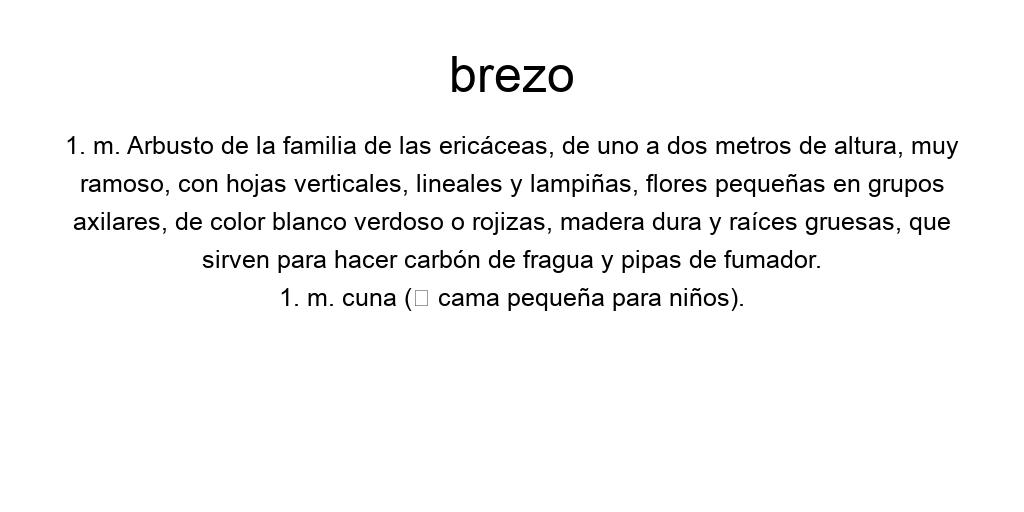 brezo
1. m. Arbusto de la familia de las ericáceas, de uno a dos metros de altura, muy
ramoso, con hojas verticales, lineales y lampiñas, flores pequeñas en grupos
axilares, de color blanco verdoso o rojizas, madera dura y raíces gruesas, que
sirven para hacer carbón de fragua y pipas de fumador.
1. m. cuna (□ cama pequeña para niños).